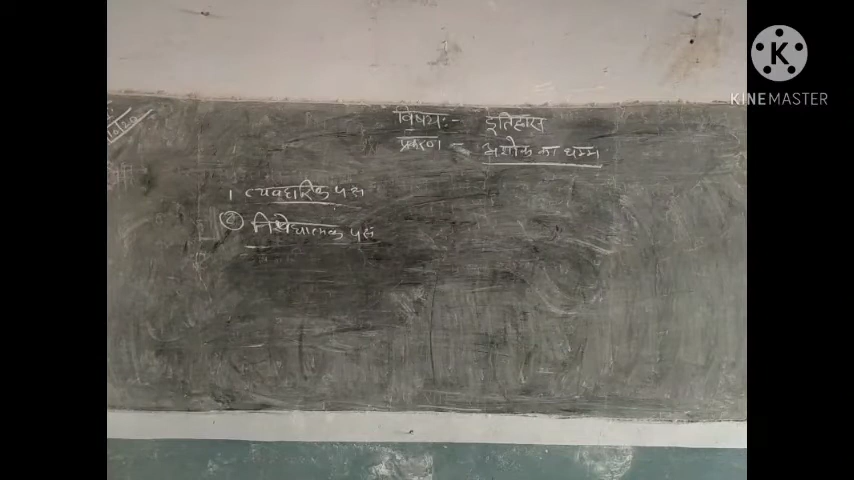 विषय:- इतिहास
प्रकरण - अशोक का धम्म
1 व्यवहारिक पक्ष
② निषेधात्मक पक्ष
K
KINEMASTER